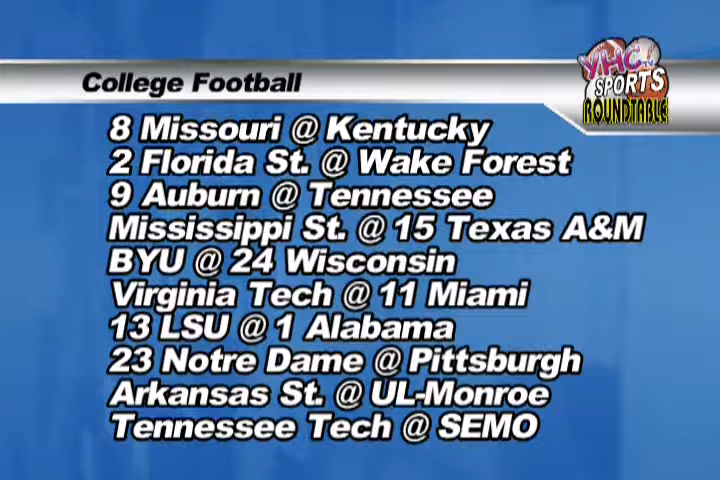 College Football
YHC TV
SPORTS
ROUNDTABLE
8 Missouri @ Kentucky
2 Florida St. @ Wake Forest
9 Auburn @ Tennessee
Mississippi St. @ 15 Texas A&M
BYU @ 24 Wisconsin
Virginia Tech @ 11 Miami
13 LSU @ 1 Alabama
23 Notre Dame @ Pittsburgh
Arkansas St. @ UL-Monroe
Tennessee Tech @ SEMO